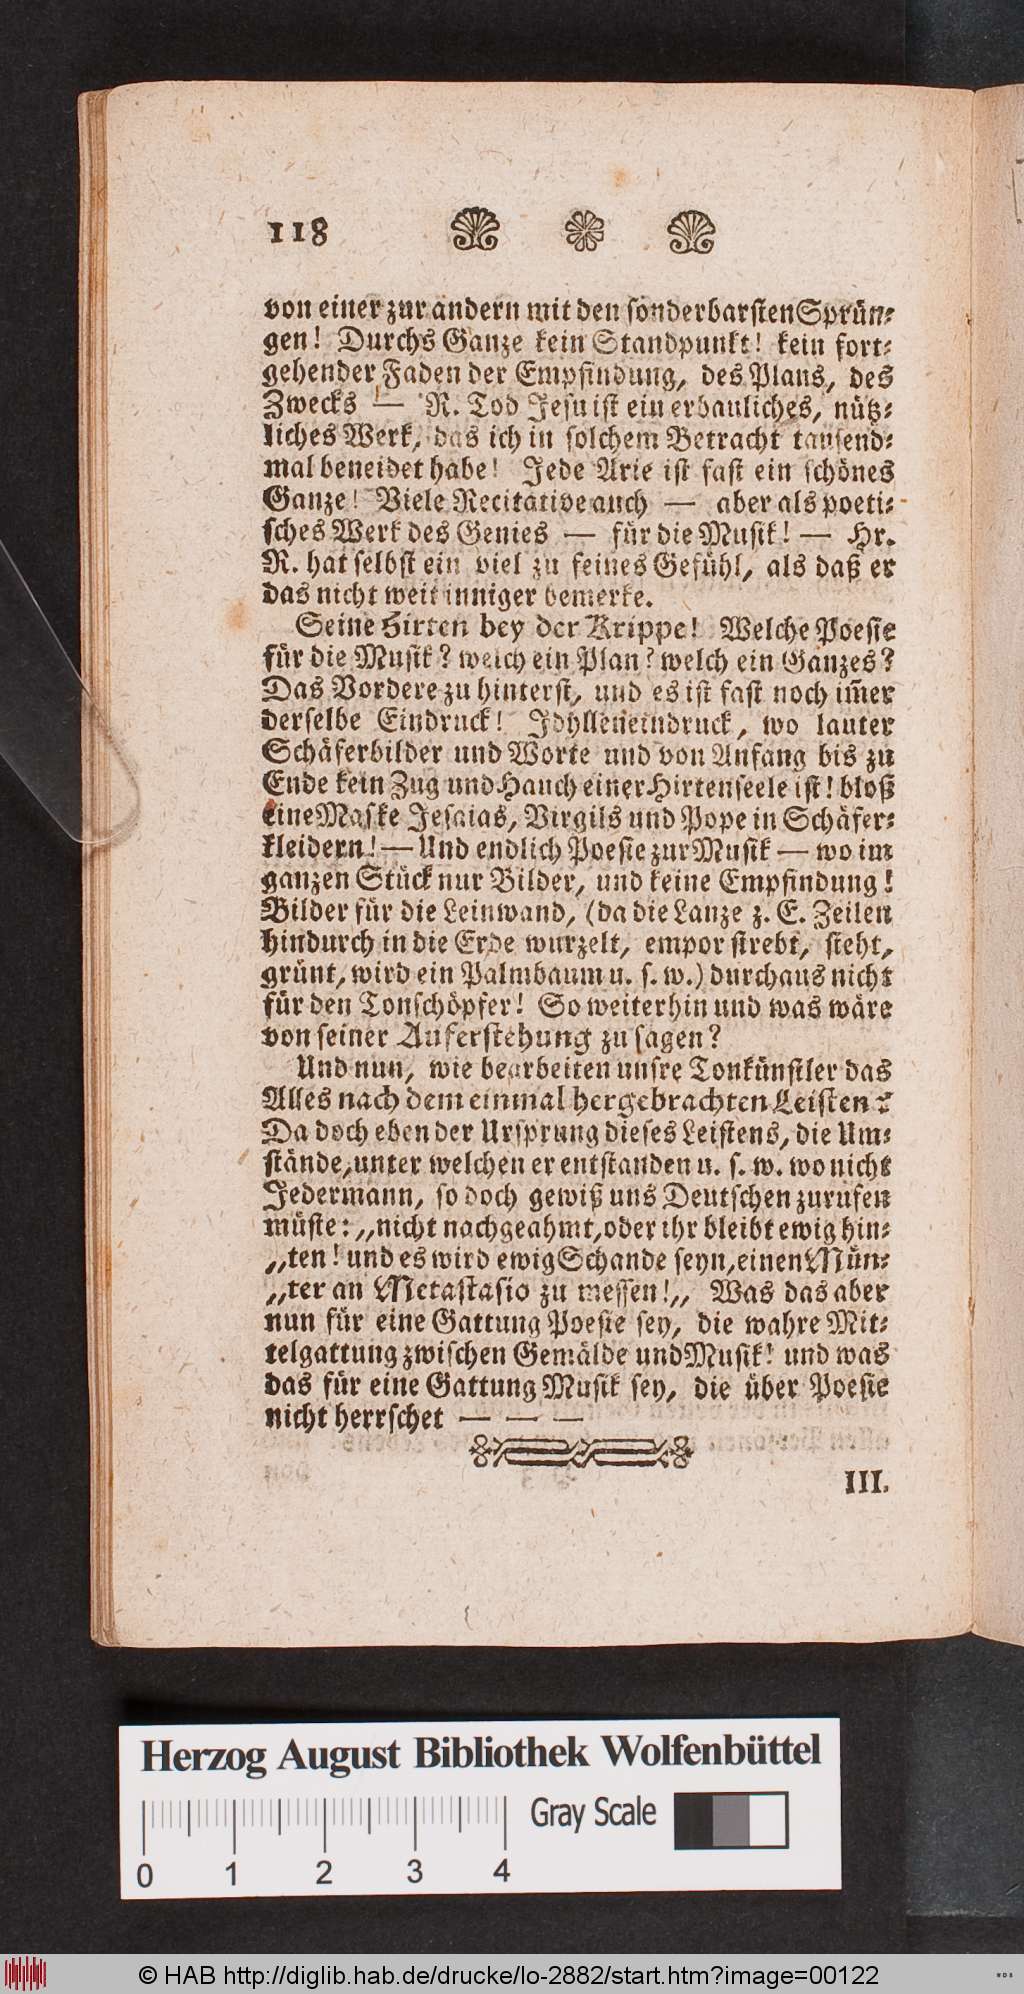 118
von einer zur andern mit den sonderbarsten Sprün-
gen! Durchs Ganze kein Standpunkt! kein fort-
gehender Faden der Empfindung, des Plans, des
Zwecks — R. Tod Jesu ist ein erbauliches, nütz-
liches Werk, das ich in solchem Betracht tausend-
mal beneidet habe! Jede Arie ist fast ein schönes
Ganze! Viele Recitative auch — aber als poeti-
sches Werk des Genies — für die Musik! — Hr.
R. hat selbst ein viel zu feines Gefühl, als daß er
das nicht weit inniger bemerke.
Seine Hirten bey der Krippe! Welche Poesie
für die Musik? welch ein Plan? welch ein Ganzes?
Das Vordere zu hinterst, und es ist fast noch im̃er
derselbe Eindruck! Idylleneindruck, wo lauter
Schäferbilder und Worte und von Anfang bis zu
Ende kein Zug und Hauch einer Hirtenseele ist! bloß
eine Maske Jesaias, Virgils und Pope in Schäfer-
kleidern! — Und endlich Poesie zur Musik — wo im
ganzen Stück nur Bilder, und keine Empfindung!
Bilder für die Leinwand, (da die Lanze z. E. Zeilen
hindurch in die Erde wurzelt, empor strebt, steht,
grünt, wird ein Palmbaum u. s. w.) durchaus nicht
für den Tonschöpfer! So weiterhin und was wäre
von seiner Auferstehung zu sagen?
Und nun, wie bearbeiten unsre Tonkünstler das
Alles nach dem einmal hergebrachten Leisten?
Da doch eben der Ursprung dieses Leistens, die Um-
stände, unter welchen er entstanden u. s. w. wo nicht
Jedermann, so doch gewiß uns Deutschen zurufen
müste: „nicht nachgeahmt, oder ihr bleibt ewig hin-
„ten! und es wird ewig Schande seyn, einen Mün-
„ter an Metastasio zu messen!„ Was das aber
nun für eine Gattung Poesie sey, die wahre Mit-
telgattung zwischen Gemälde und Musik! und was
das für eine Gattung Musik sey, die über Poesie
nicht herrschet — — —
III.
Herzog August Bibliothek Wolfenbüttel
Gray Scale
0 1 2 3 4
© HAB http://diglib.hab.de/drucke/lo-2882/start.htm?image=00122